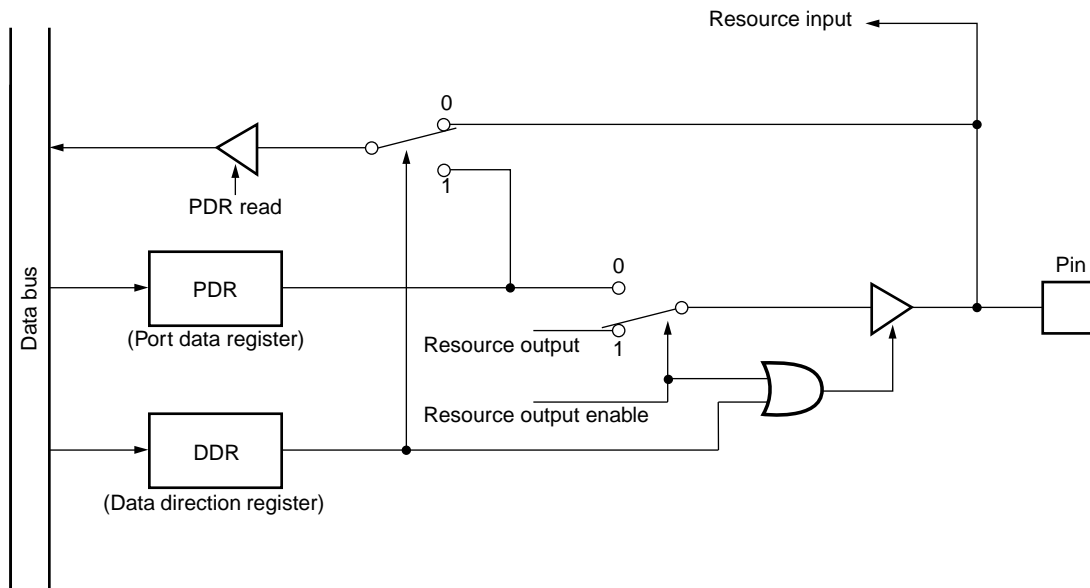 Resource input
0
1
PDR read
Data bus
PDR
(Port data register)
0
1
Pin
Resource output
Resource output enable
DDR
(Data direction register)